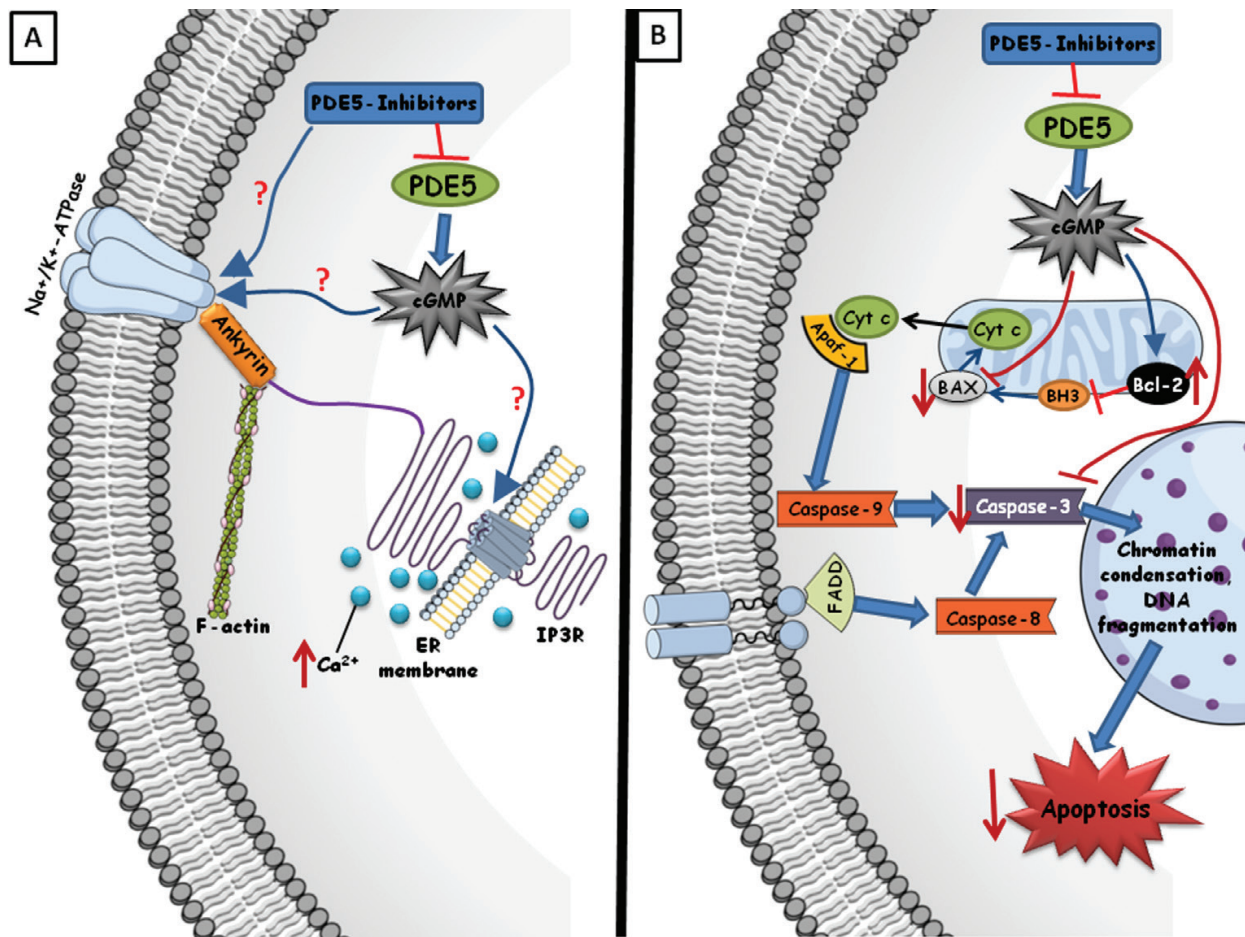 A
PDE5-Inhibitors
?
PDE5
Na+/K+-ATPase
?
cGMP
Ankyrin
?
F-actin
Ca2+
ER
membrane
IP3R
B
PDE5-Inhibitors
PDE5
cGMP
Cyt c
Cyt c
Apaf-1
BAX
BH3
Bcl-2
Caspase-9
Caspase-3
Chromatin
condensation,
DNA
fragmentation
FADD
Caspase-8
Apoptosis